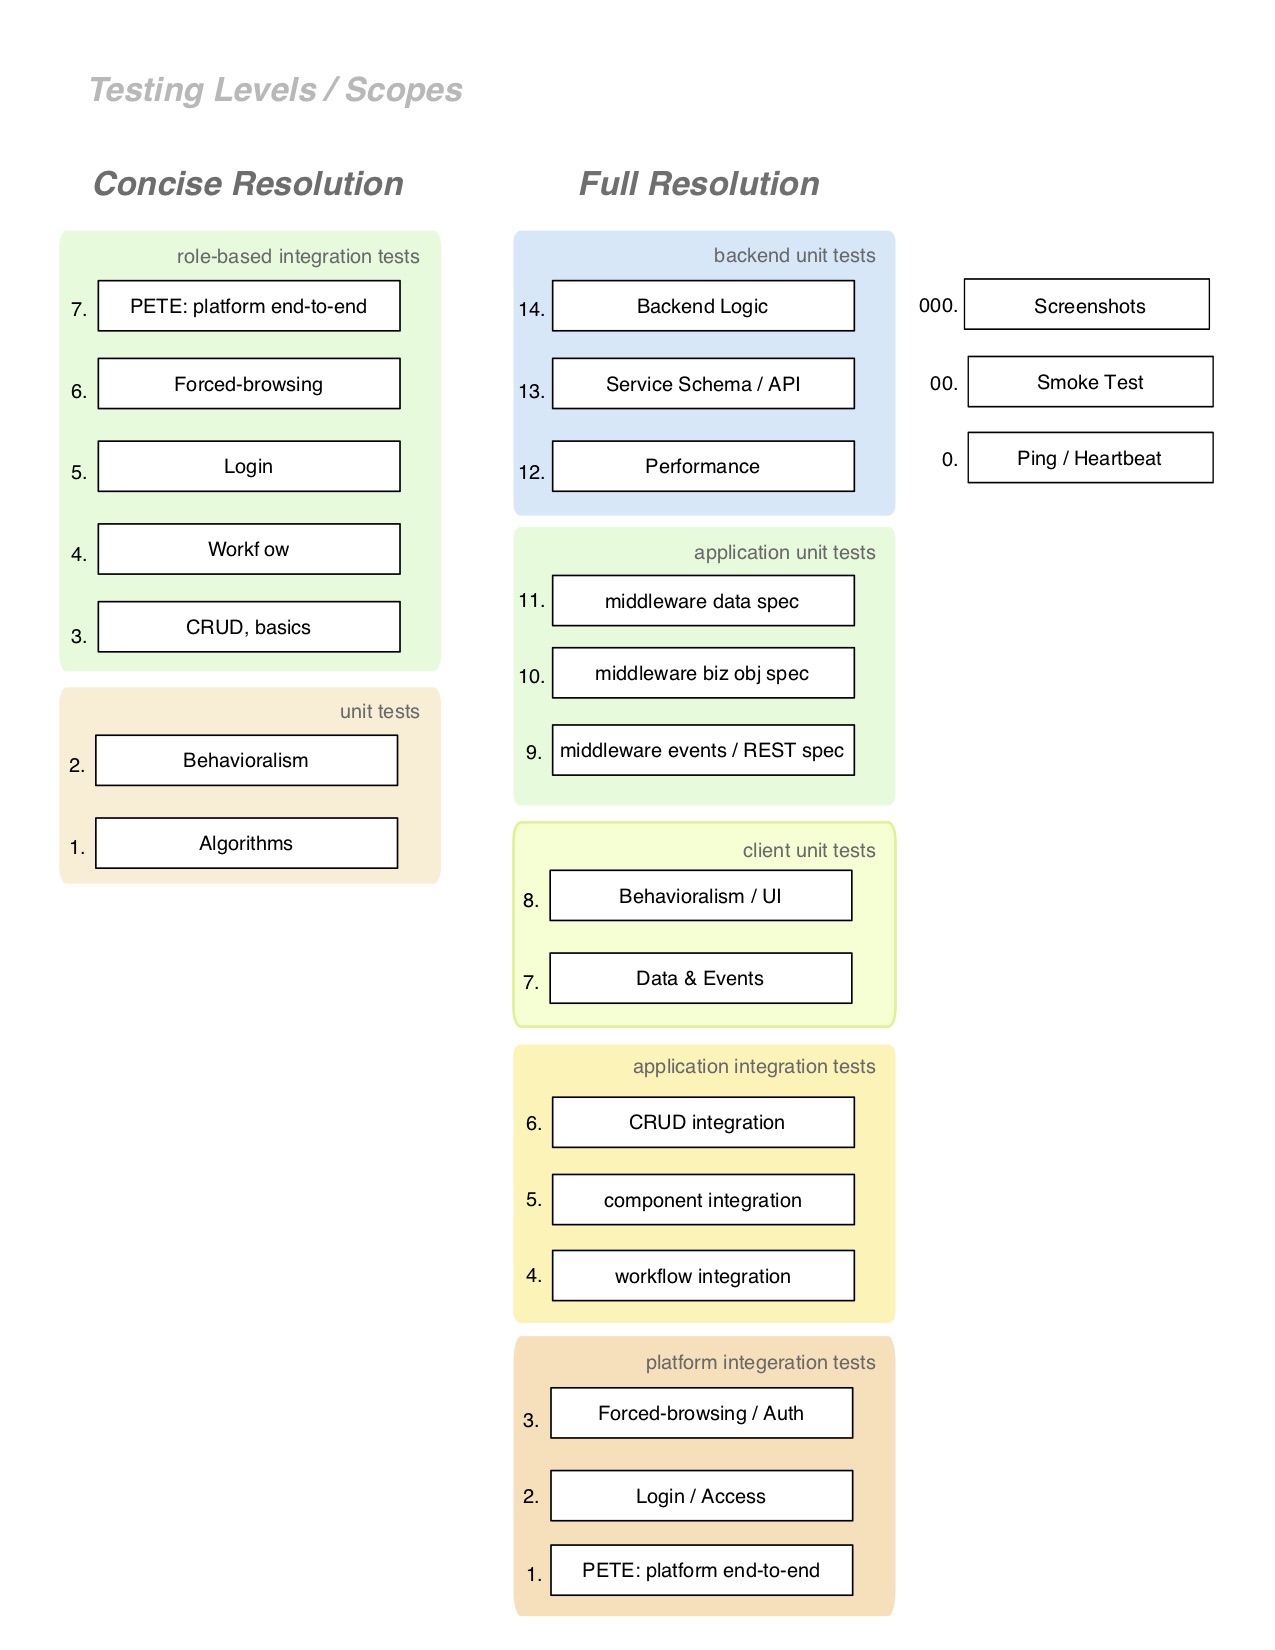 Testing Levels / Scopes
Concise Resolution
role-based integration tests
7. PETE: platform end-to-end
6. Forced-browsing
5. Login
4. Workf ow
3. CRUD, basics
unit tests
2. Behavioralism
1. Algorithms
Full Resolution
backend unit tests
14. Backend Logic
13. Service Schema / API
12. Performance
application unit tests
11. middleware data spec
10. middleware biz obj spec
9. middleware events / REST spec
client unit tests
8. Behavioralism / UI
7. Data & Events
application integration tests
6. CRUD integration
5. component integration
4. workflow integration
platform integeration tests
3. Forced-browsing / Auth
2. Login / Access
1. PETE: platform end-to-end
000. Screenshots
00. Smoke Test
0. Ping / Heartbeat